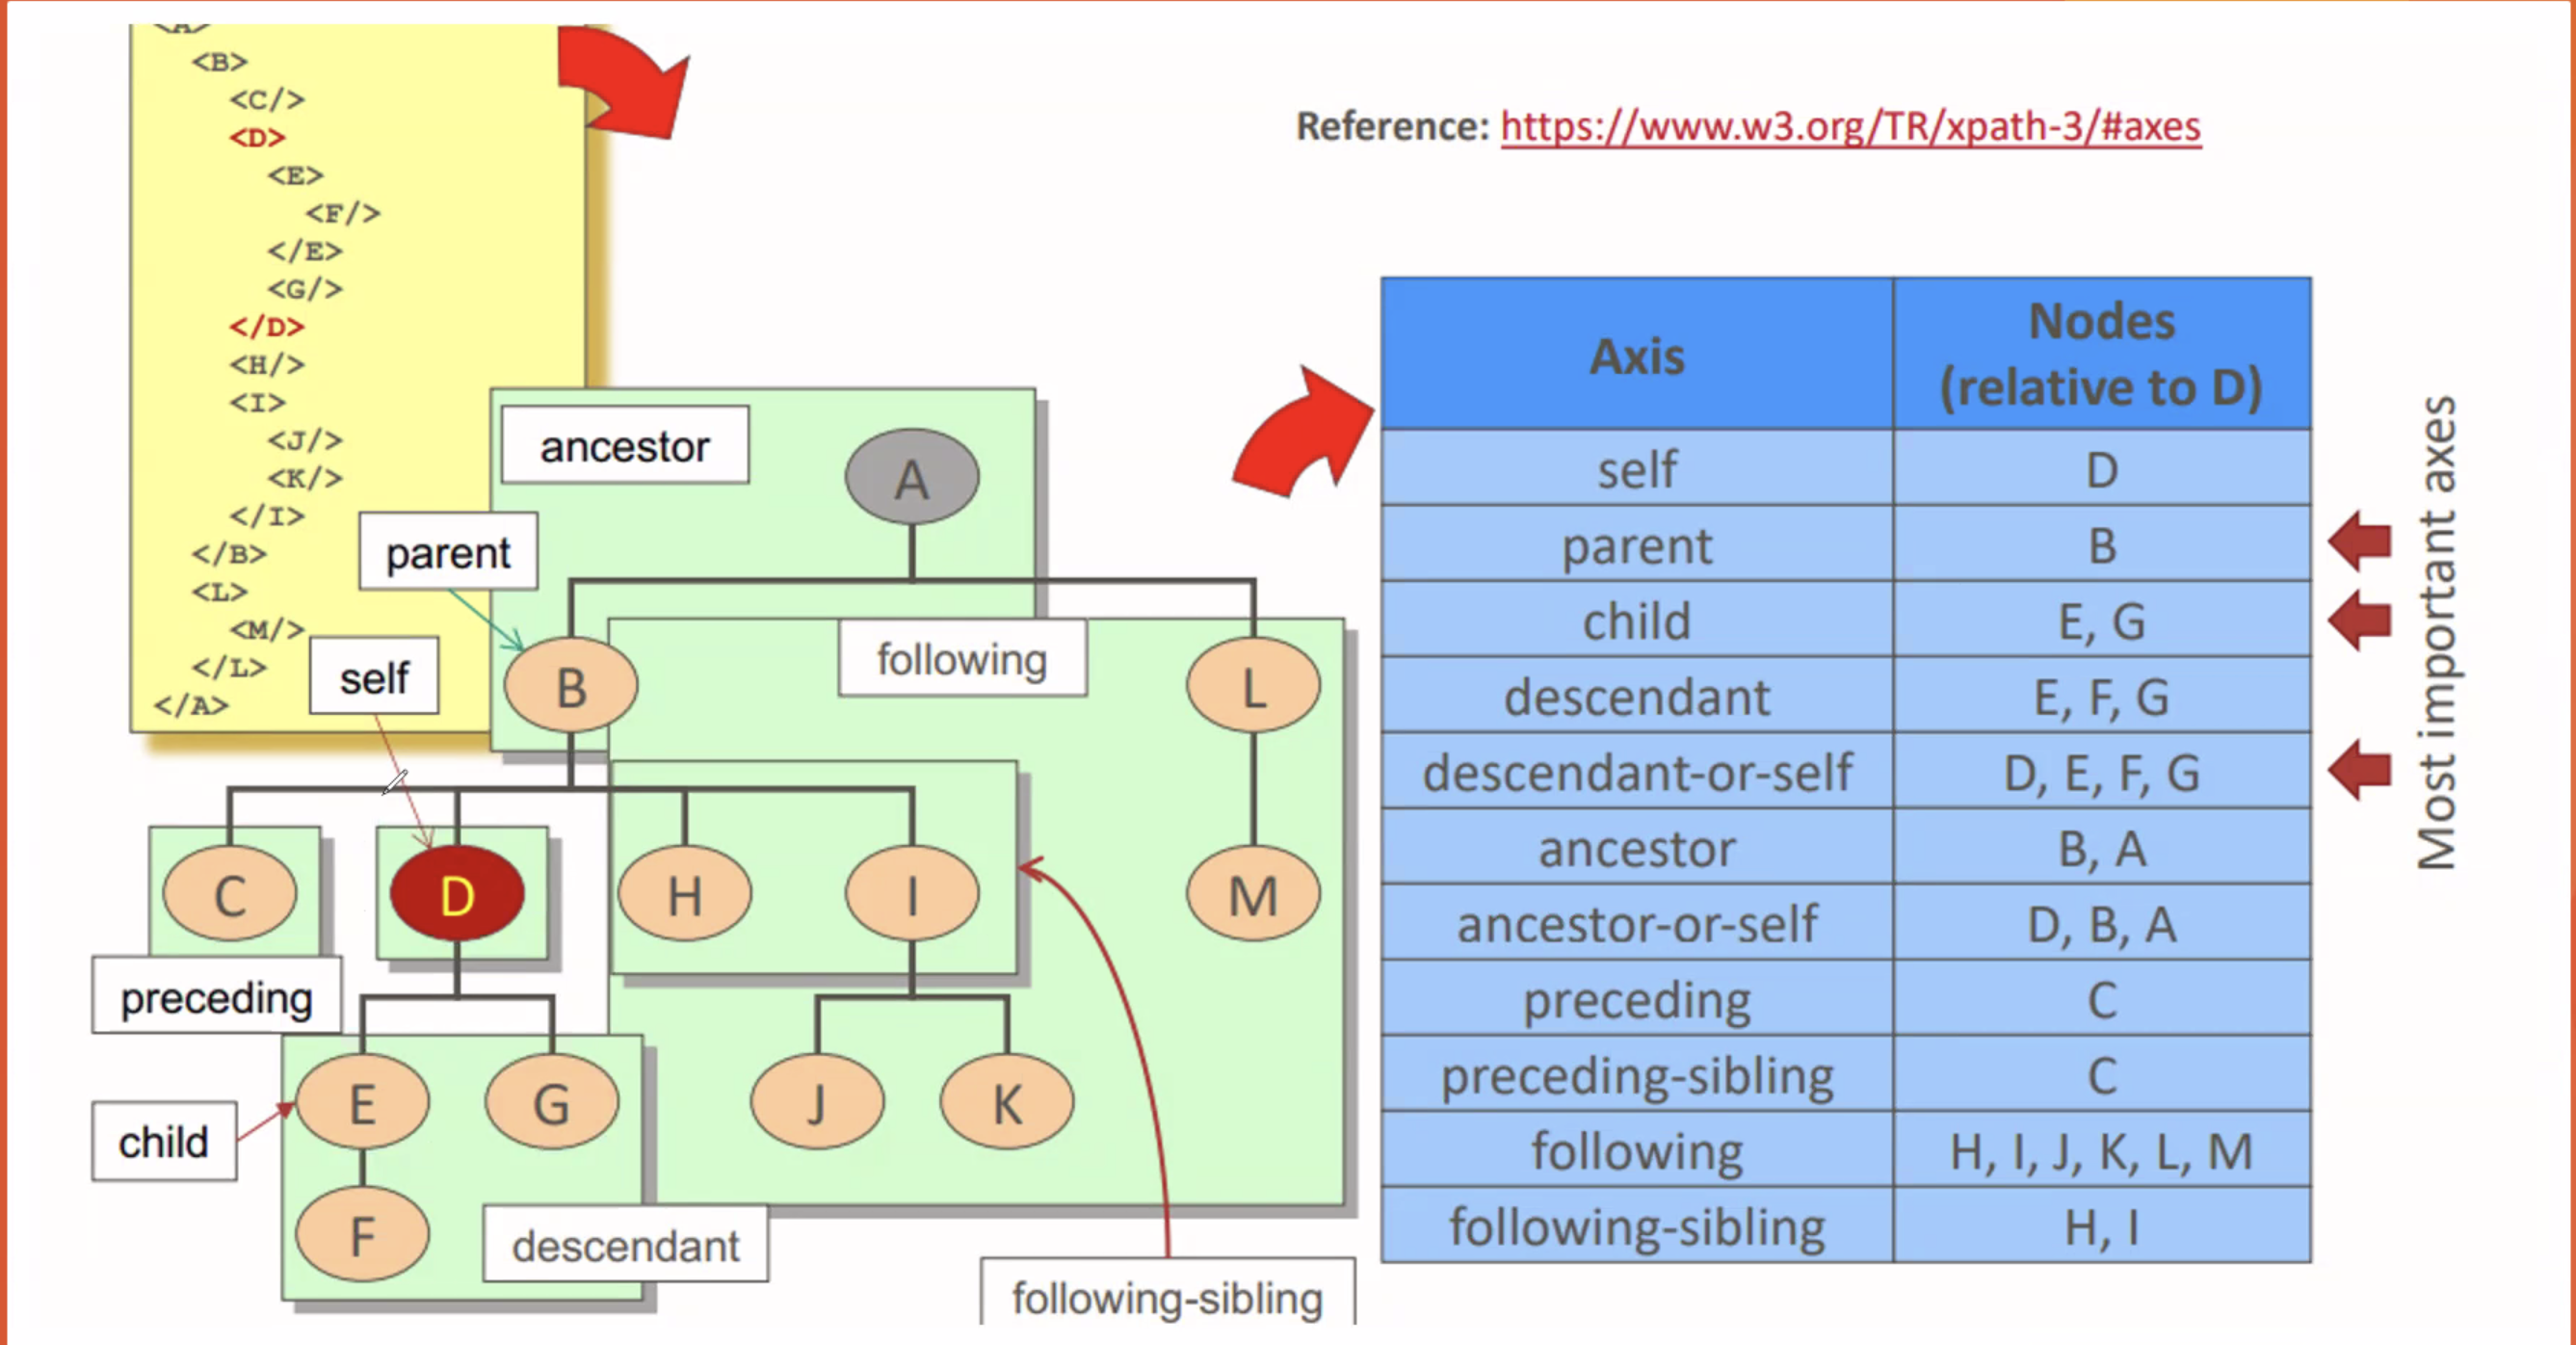 <A>
<B>
<C/>
<D>
<E>
<F/>
</E>
<G/>
</D>
<H/>
<I>
<J/>
<K/>
</I>
</B>
<L>
<M/>
</L>
</A>
Reference: https://www.w3.org/TR/xpath-3/#axes
ancestor
A
parent
following
self
B
L
C
D
H
I
M
preceding
E
G
J
K
child
F
descendant
following-sibling
Axis
Nodes
(relative to D)
self D
parent B
child E, G
descendant E, F, G
descendant-or-self D, E, F, G
ancestor B, A
ancestor-or-self D, B, A
preceding C
preceding-sibling C
following H, I, J, K, L, M
following-sibling H, I
Most important axes